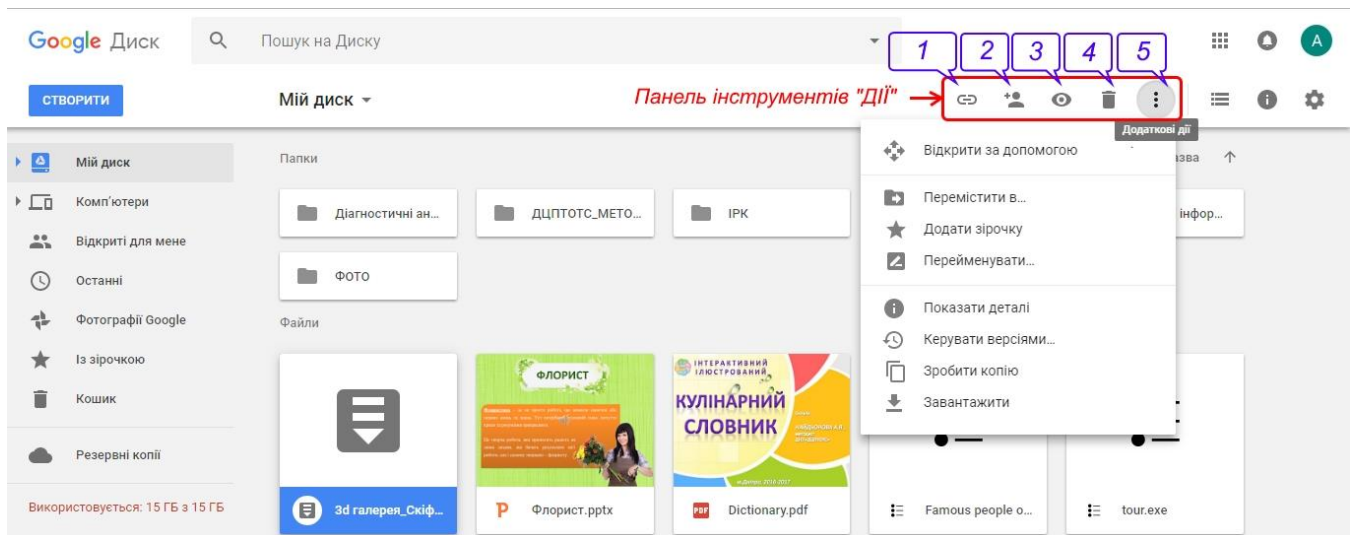 Google Диск
Пошук на Диску
А
1 2 3 4 5
СТВОРИТИ
Мій диск
Панель інструментів "ДІЇ"
Додаткові дії
Мій диск
Комп'ютери
Відкриті для мене
Останні
Фотографії Google
Із зірочкою
Кошик
Резервні копії
Використовується: 15 ГБ з 15 ГБ
Папки
Діагностичні ан...
ДЦПТОТС_МЕТО...
ІРК
інфор...
ФОТО
Файли
ФЛОРИСТ
ІНТЕРАКТИВНИЙ
ІЛЮСТРОВАНИЙ
КУЛІНАРНИЙ
СЛОВНИК
3d галерея_Скіф...
P
Флорист.pptx
PDF
Dictionary.pdf
Famous people o...
tour.exe
Відкрити за допомогою
Перемістити в...
Додати зірочку
Перейменувати...
Показати деталі
Керувати версіями...
Зробити копію
Завантажити